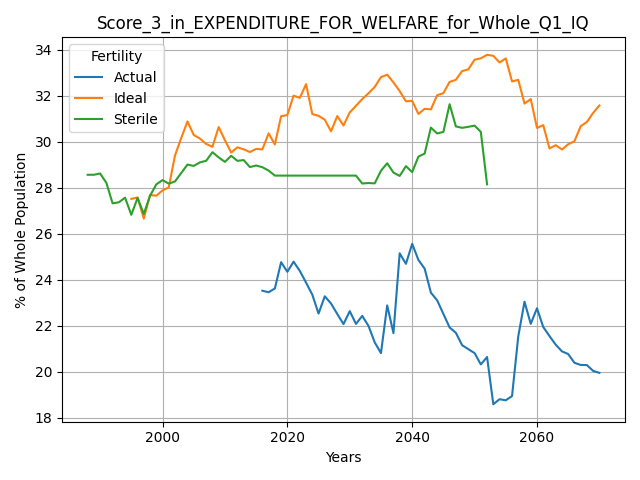 Score_3_in_EXPENDITURE_FOR_WELFARE_for_Whole_Q1_IQ
Fertility
Actual
Ideal
Sterile
% of Whole Population
34
32
30
28
26
24
22
20
18
2000
2020
2040
2060
Years